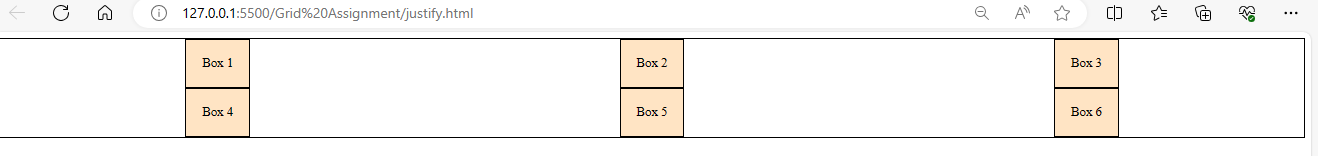 127.0.0.1:5500/Grid%20Assignment/justify.html
Box 1 Box 2 Box 3
Box 4 Box 5 Box 6